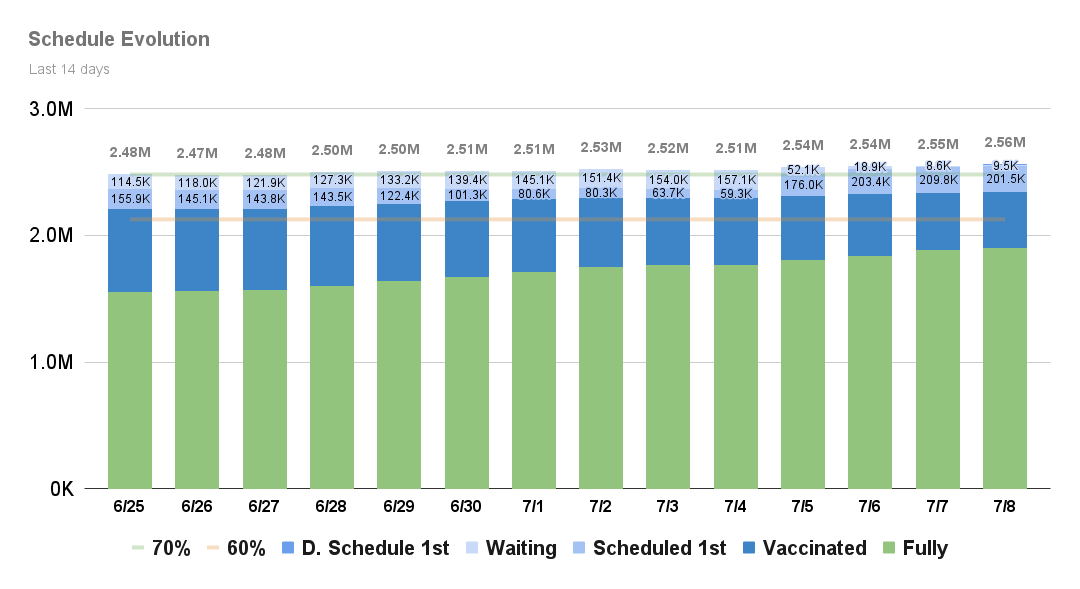 Schedule Evolution
Last 14 days
3.0M
2.48M 2.47M 2.48M 2.50M 2.50M 2.51M 2.51M 2.53M 2.52M 2.51M 2.54M 2.54M 2.55M 2.56M
114.5K 118.0K 121.9K 127.3K 133.2K 139.4K 145.1K 151.4K 154.0K 157.1K 52.1K 18.9K 8.6K 9.5K
155.9K 145.1K 143.8K 143.5K 122.4K 101.3K 80.6K 80.3K 63.7K 59.3K 176.0K 203.4K 209.8K 201.5K
2.0M
1.0M
0K
6/25 6/26 6/27 6/28 6/29 6/30 7/1 7/2 7/3 7/4 7/5 7/6 7/7 7/8
70% 60% D. Schedule 1st Waiting Scheduled 1st Vaccinated Fully